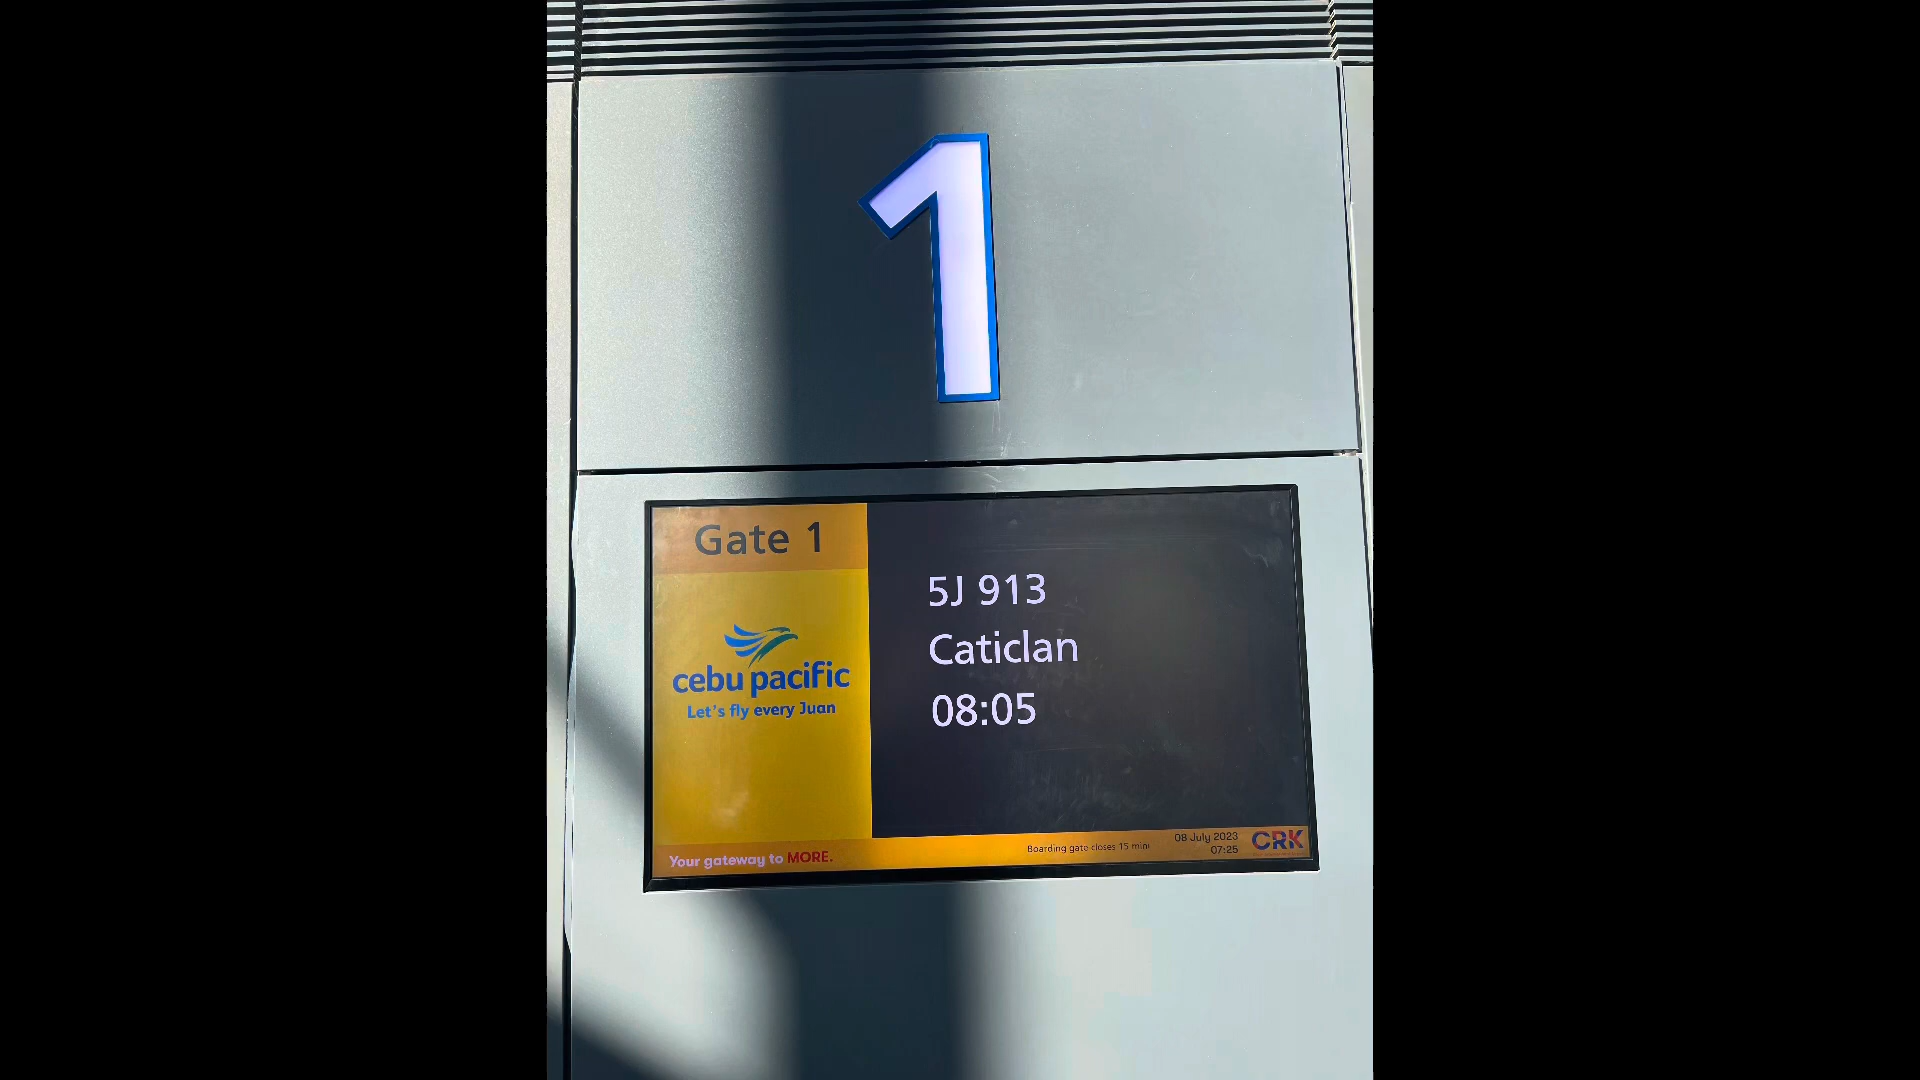 1
Gate 1
cebu pacific
Let's fly every Juan
5J 913
Caticlan
08:05
Your gateway to MORE.
Boarding gate closes 15 min
08 July 2023
07:25
CRK